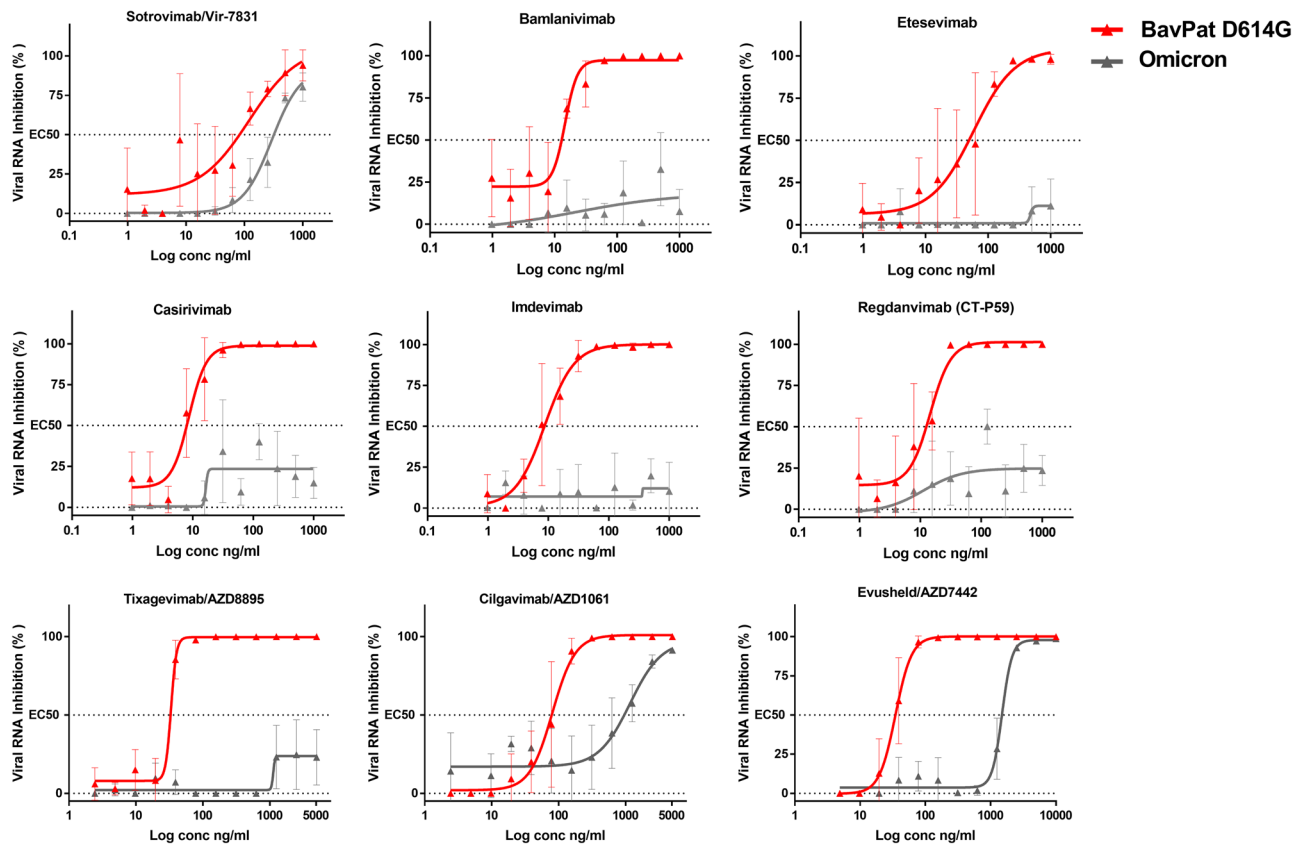 Sotrovimab/Vir-7831
Viral RNA Inhibition (% )
100
75
EC50
25
0
0.1 1 10 100 1000
Log conc ng/ml
Bamlanivimab
Viral RNA Inhibition (% )
100
75
EC50
25
0
0.1 1 10 100 1000
Log conc ng/ml
Etesevimab
Viral RNA Inhibition (% )
100
75
EC50
25
0
0.1 1 10 100 1000
Log conc ng/ml
BavPat D614G
Omicron
Casirivimab
Viral RNA Inhibition (% )
100
75
EC50
25
0
0.1 1 10 100 1000
Log conc ng/ml
Imdevimab
Viral RNA Inhibition (% )
100
75
EC50
25
0
0.1 1 10 100 1000
Log conc ng/ml
Regdanvimab (CT-P59)
Viral RNA Inhibition (% )
100
75
EC50
25
0
0.1 1 10 100 1000
Log conc ng/ml
Tixagevimab/AZD8895
Viral RNA Inhibition (% )
100
75
EC50
25
0
1 10 100 1000 5000
Log conc ng/ml
Cilgavimab/AZD1061
Viral RNA Inhibition (% )
100
75
EC50
25
0
1 10 100 1000 5000
Log conc ng/ml
Evusheld/AZD7442
Viral RNA Inhibition (% )
100
75
EC50
25
0
1 10 100 1000 10000
Log conc ng/ml